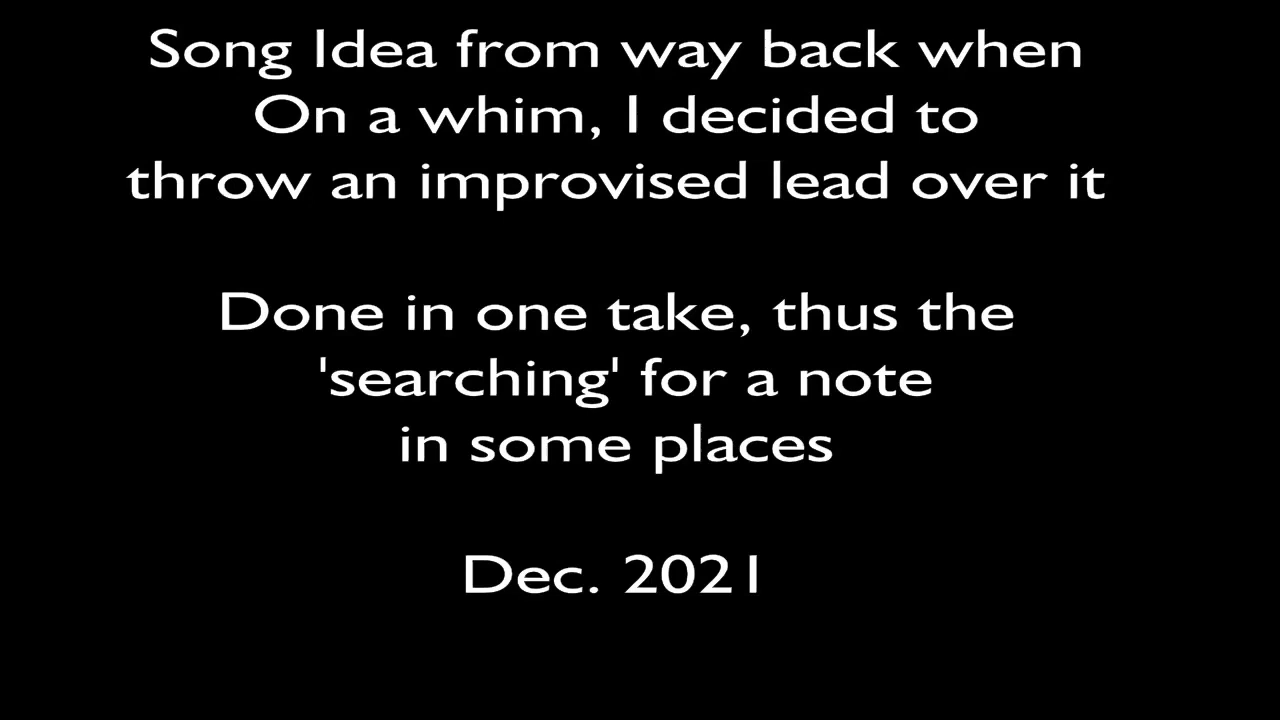 Song Idea from way back when
On a whim, I decided to
throw an improvised lead over it
Done in one take, thus the
'searching' for a note
in some places
Dec. 2021